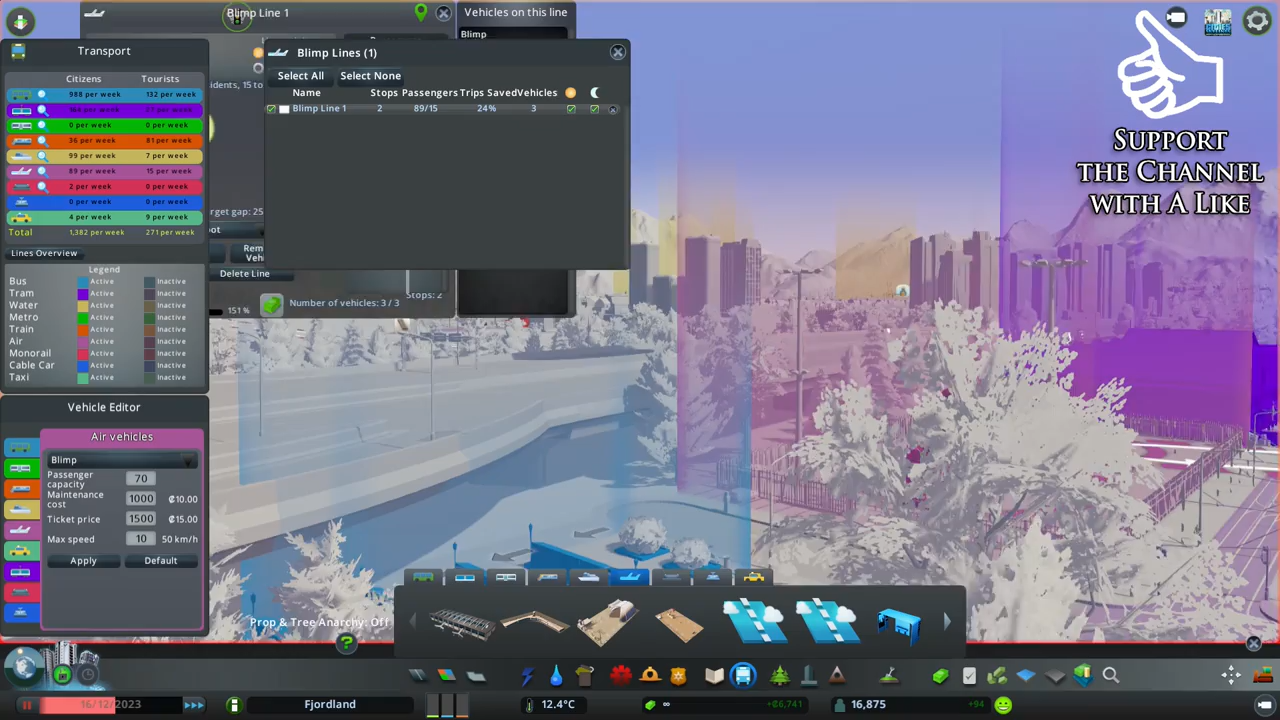 Blimp Line 1
Vehicles on this line
Blimp
Transport
Blimp Lines (1)
Select All
Select None
Citizens
Tourists
Name
Stops
Passengers
Trips Saved
Vehicles
988 per week
132 per week
Blimp Line 1
2
89/15
24%
3
0 per week
0 per week
36 per week
81 per week
99 per week
7 per week
89 per week
15 per week
2 per week
0 per week
0 per week
0 per week
4 per week
9 per week
Total
1,382 per week
271 per week
idents, 15 to
arget gap: 25
Lines Overview
Delete Line
Stops: 2
Number of vehicles: 3 / 3
151 %
Legend
Bus Active Inactive
Tram Active Inactive
Water Active Inactive
Metro Active Inactive
Train Active Inactive
Air Active Inactive
Monorail Active Inactive
Cable Car Active Inactive
Taxi Active Inactive
Support
the Channel
with A Like
Vehicle Editor
Air vehicles
Blimp
Passenger capacity 70
Maintenance cost 1000 ₡10.00
Ticket price 1500 ₡15.00
Max speed 10 50 km/h
Apply
Default
Prop & Tree Anarchy: Off
?
16/12/2023
Fjordland
12.4°C
∞
+₡6,741
16,875
+94